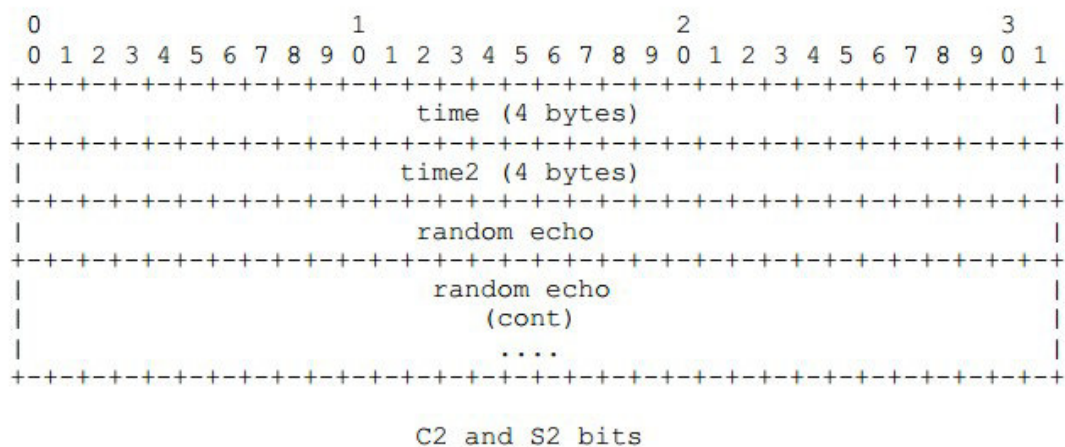 0                   1                   2                   3
0 1 2 3 4 5 6 7 8 9 0 1 2 3 4 5 6 7 8 9 0 1 2 3 4 5 6 7 8 9 0 1
+-+-+-+-+-+-+-+-+-+-+-+-+-+-+-+-+-+-+-+-+-+-+-+-+-+-+-+-+-+-+-+-+
| time (4 bytes) |
+-+-+-+-+-+-+-+-+-+-+-+-+-+-+-+-+-+-+-+-+-+-+-+-+-+-+-+-+-+-+-+-+
| time2 (4 bytes) |
+-+-+-+-+-+-+-+-+-+-+-+-+-+-+-+-+-+-+-+-+-+-+-+-+-+-+-+-+-+-+-+-+
| random echo |
+-+-+-+-+-+-+-+-+-+-+-+-+-+-+-+-+-+-+-+-+-+-+-+-+-+-+-+-+-+-+-+-+
| random echo |
| (cont) |
| .... |
+-+-+-+-+-+-+-+-+-+-+-+-+-+-+-+-+-+-+-+-+-+-+-+-+-+-+-+-+-+-+-+-+
C2 and S2 bits